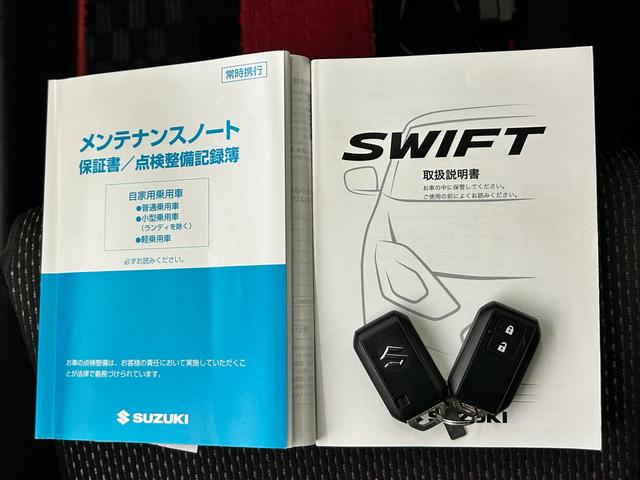 常時携行
メンテナンスノート
保証書／点検整備記録簿
自家用乗用車
●普通乗用車
●小型乗用車
（ランディを除く）
●軽乗用車
必ずお読みください。
お車の点検整備は、お客様の責任において実施していただくこ
とが法律で義務づけられています。
SUZUKI
SWIFT
取扱説明書
お車の中に保管してください。
ご使用の前によくお読みください。
SUZUKI